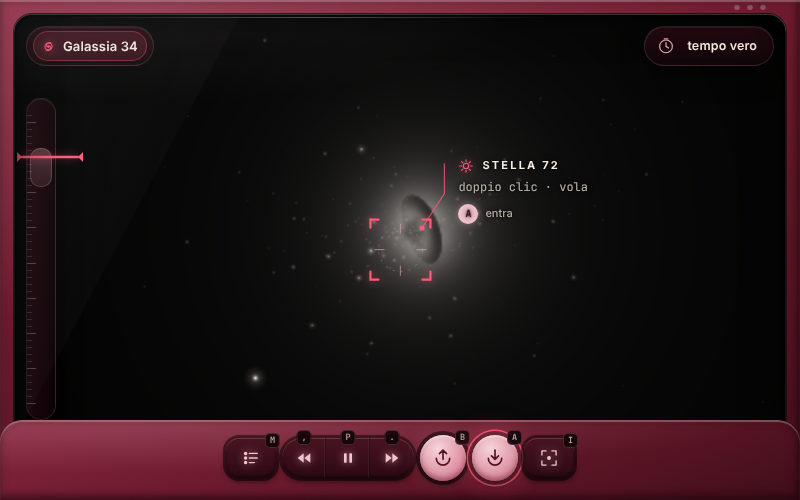 Galassia 34
tempo vero
STELLA 72
doppio clic · vola
A entra
M , P . B A I